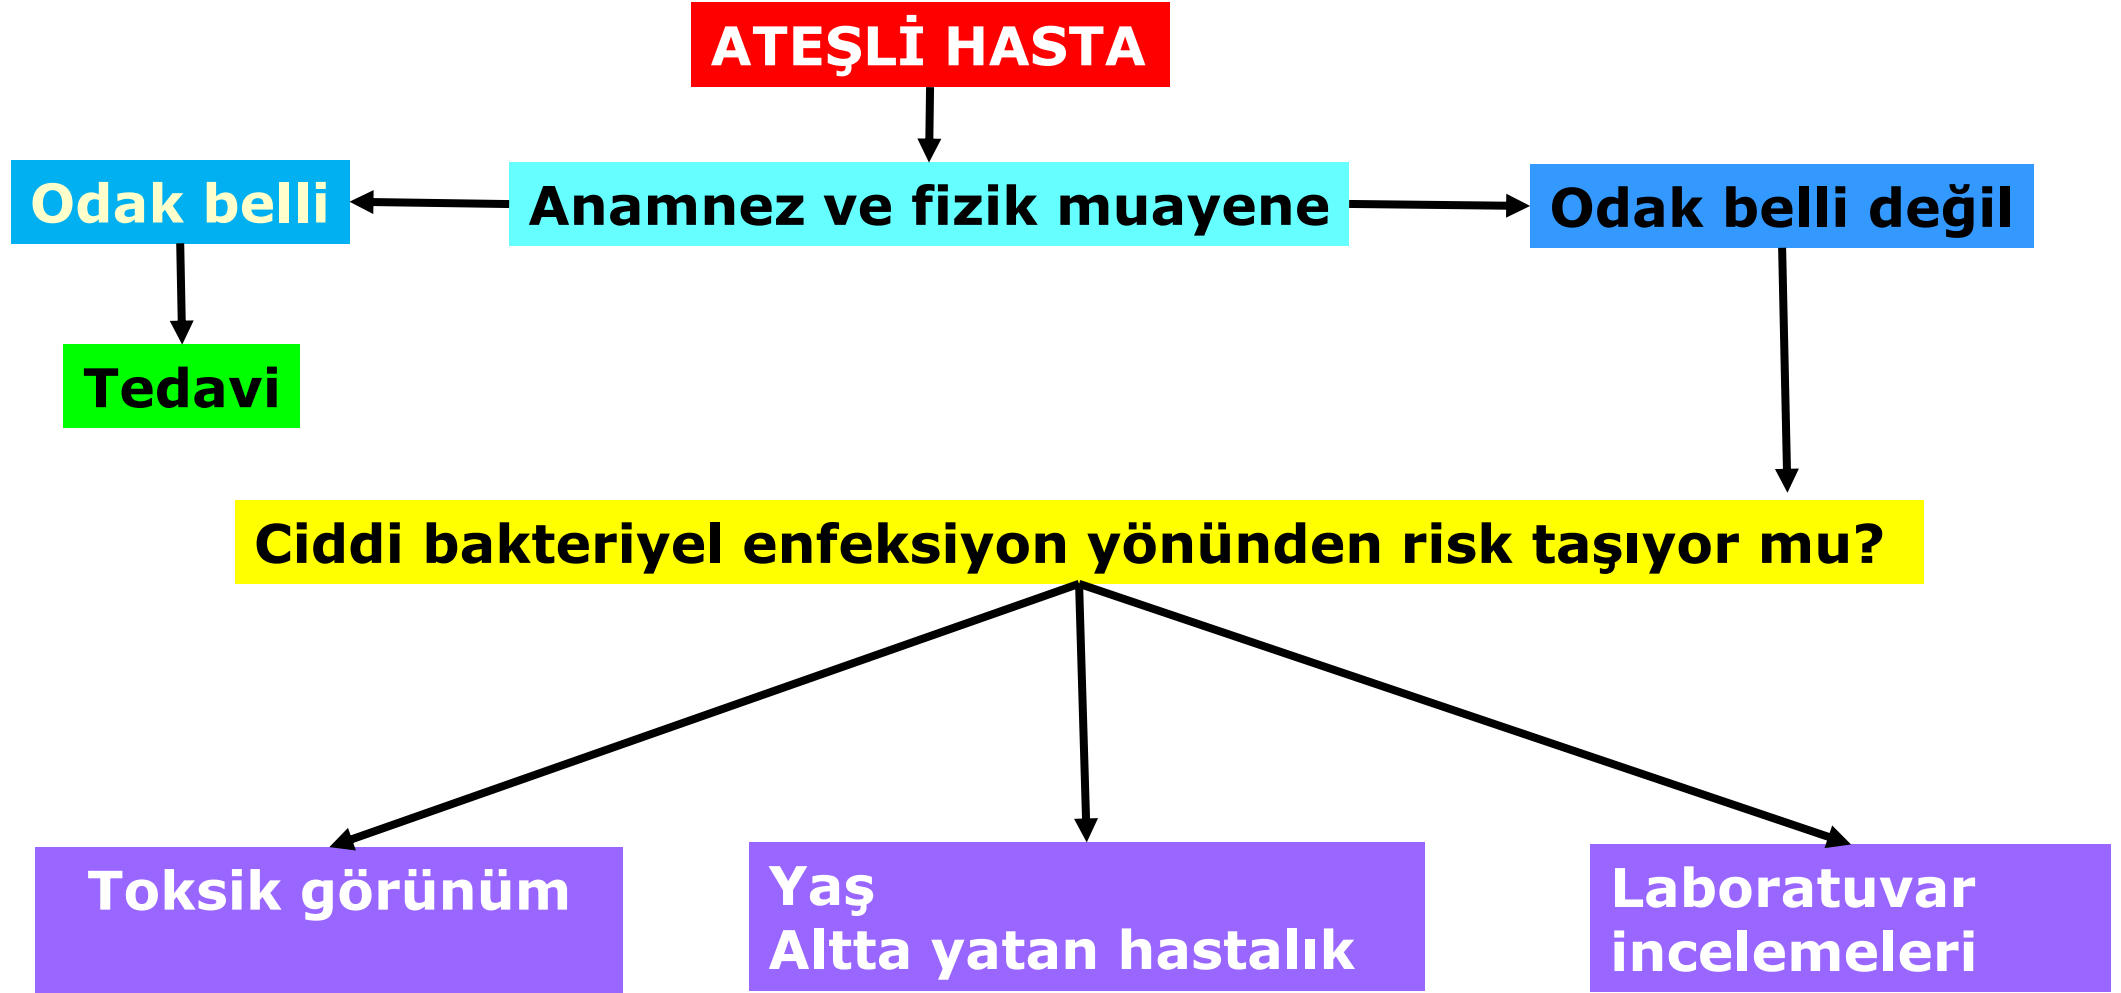 ATEŞLİ HASTA
Odak belli
Anamnez ve fizik muayene
Odak belli değil
Tedavi
Ciddi bakteriyel enfeksiyon yönünden risk taşıyor mu?
Toksik görünüm
Yaş
Altta yatan hastalık
Laboratuvar
incelemeleri